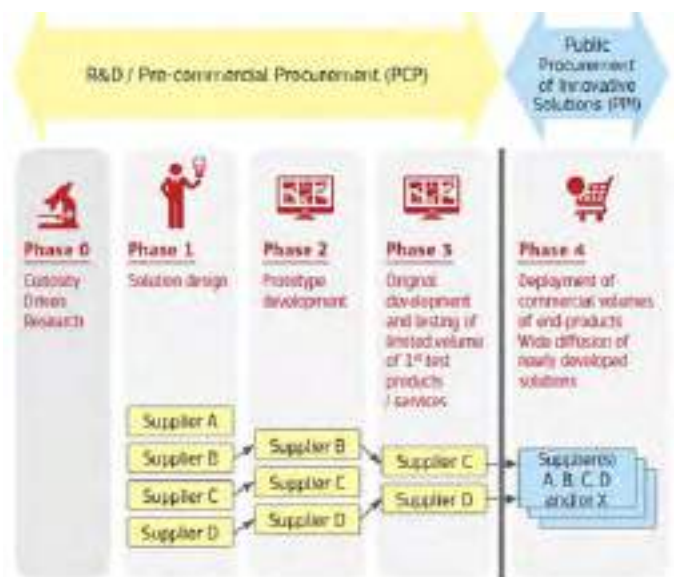 R&D / Pre-commercial Procurement (PCP)
Public
Procurement
of Innovative
Solutions (PPI)
Phase 0
Curiosity
Driven
Research
Phase 1
Solution design
Supplier A
Supplier B
Supplier C
Supplier D
Phase 2
Prototype
development
Supplier B
Supplier C
Supplier D
Phase 3
Original
development
and testing of
limited volume
of 1st test
products
/ services
Supplier C
Supplier D
Phase 4
Deployment of
commercial volumes
of end-products
Wide diffusion of
newly developed
solutions
Supplier(s)
A, B, C, D
and/or X